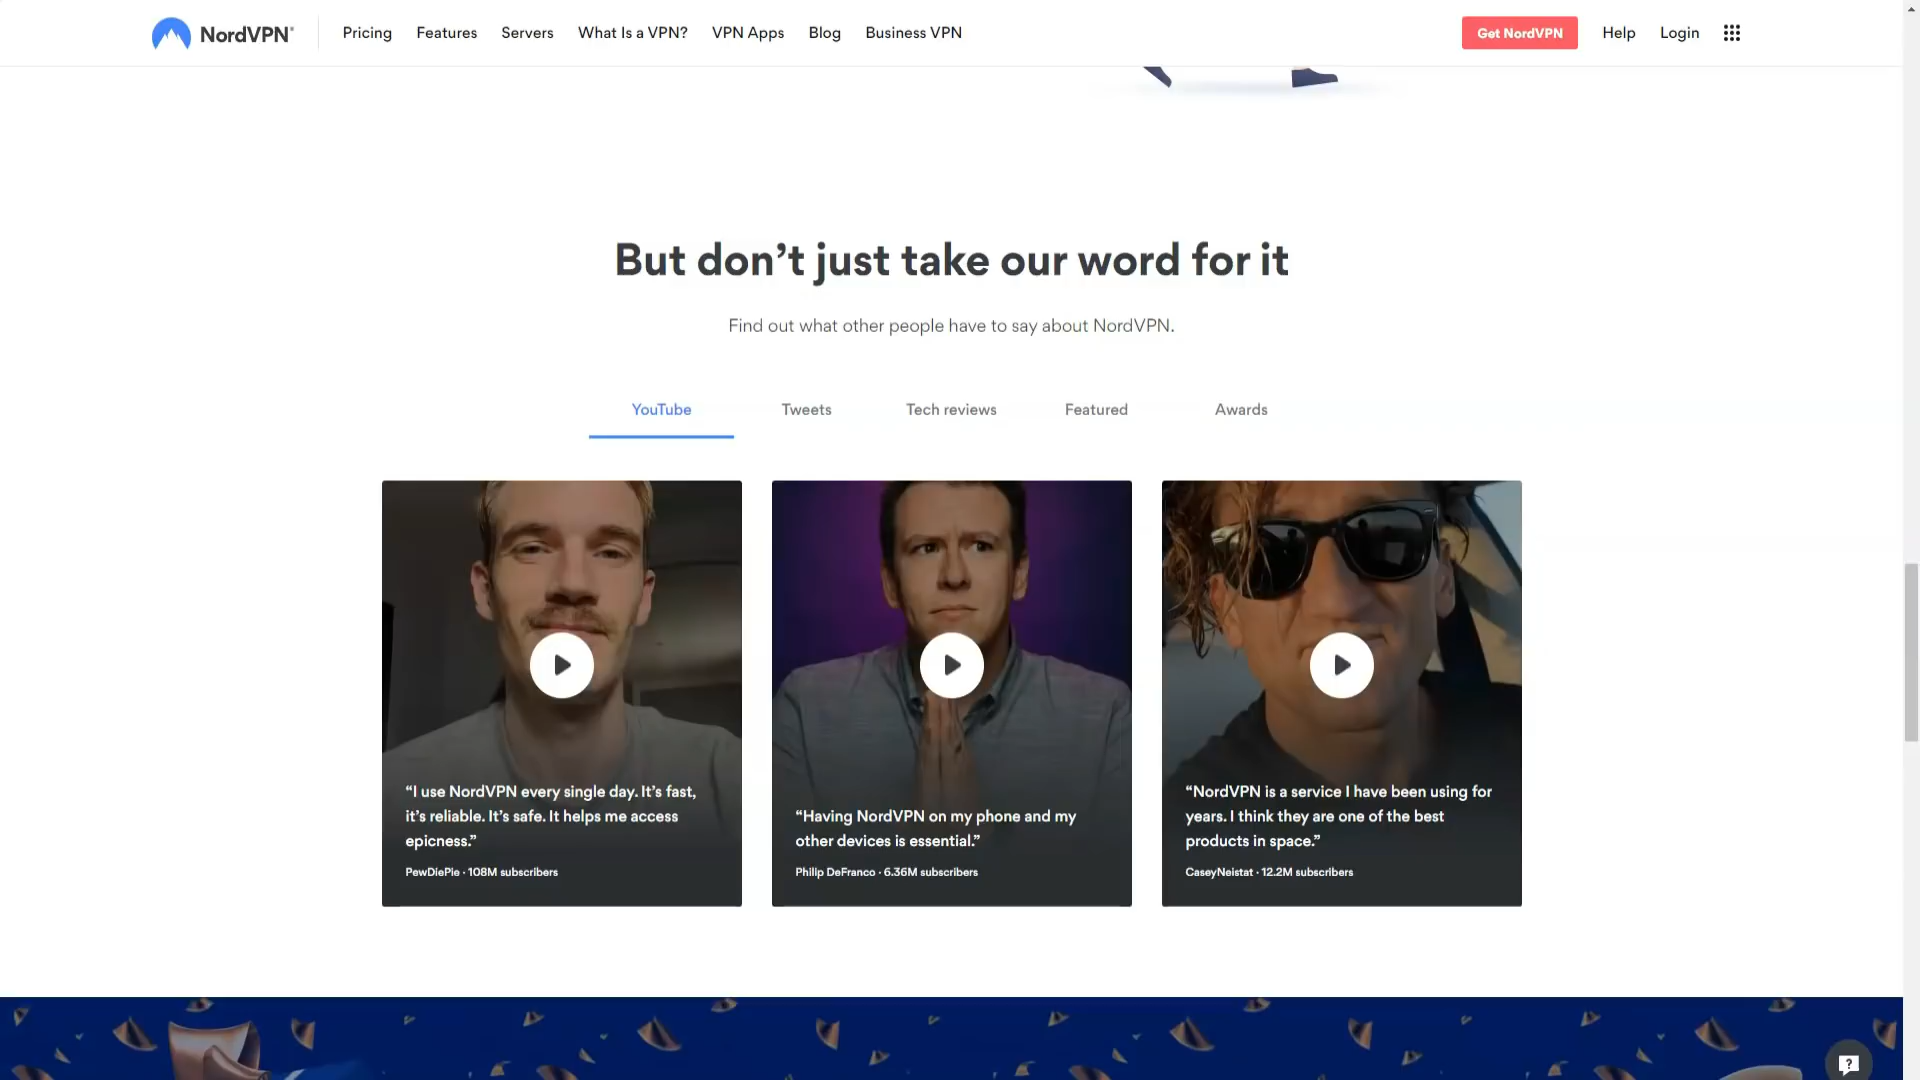 NordVPN®
Pricing
Features
Servers
What Is a VPN?
VPN Apps
Blog
Business VPN
Get NordVPN
Help
Login
But don’t just take our word for it
Find out what other people have to say about NordVPN.
YouTube
Tweets
Tech reviews
Featured
Awards
“I use NordVPN every single day. It’s fast,
it’s reliable. It’s safe. It helps me access
epicness.”
PewDiePie · 108M subscribers
“Having NordVPN on my phone and my
other devices is essential.”
Philip DeFranco · 6.36M subscribers
“NordVPN is a service I have been using for
years. I think they are one of the best
products in space.”
CaseyNeistat · 12.2M subscribers
?